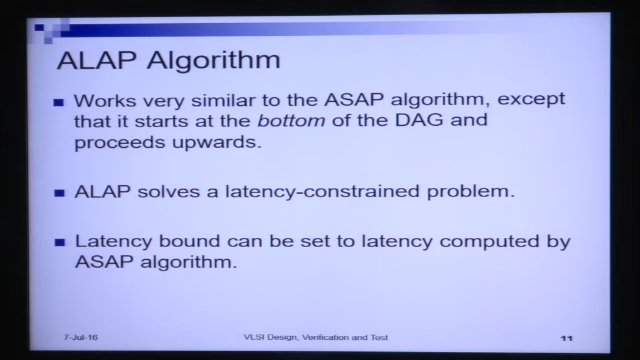 ALAP Algorithm
Works very similar to the ASAP algorithm, except
that it starts at the bottom of the DAG and
proceeds upwards.
ALAP solves a latency-constrained problem.
Latency bound can be set to latency computed by
ASAP algorithm.
7-Jul-16
VLSI Design, Verification and Test
11